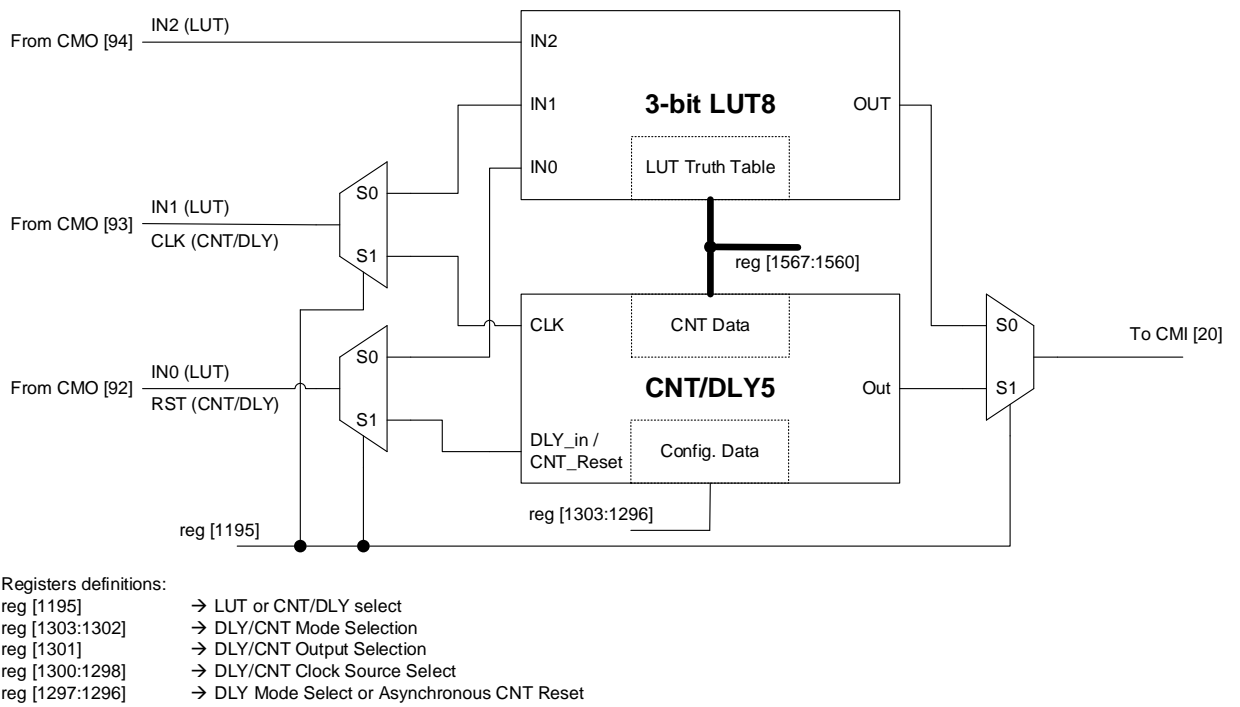 IN2 (LUT)
From CMO [94]
IN2
IN1
3-bit LUT8
OUT
IN0
LUT Truth Table
S0
IN1 (LUT)
From CMO [93]
CLK (CNT/DLY)
S1
reg [1567:1560]
CLK
CNT Data
S0
To CMI [20]
S0
IN0 (LUT)
From CMO [92]
RST (CNT/DLY)
CNT/DLY5
Out
S1
S1
DLY_in /
CNT_Reset
Config. Data
reg [1303:1296]
reg [1195]
Registers definitions:
reg [1195] → LUT or CNT/DLY select
reg [1303:1302] → DLY/CNT Mode Selection
reg [1301] → DLY/CNT Output Selection
reg [1300:1298] → DLY/CNT Clock Source Select
reg [1297:1296] → DLY Mode Select or Asynchronous CNT Reset